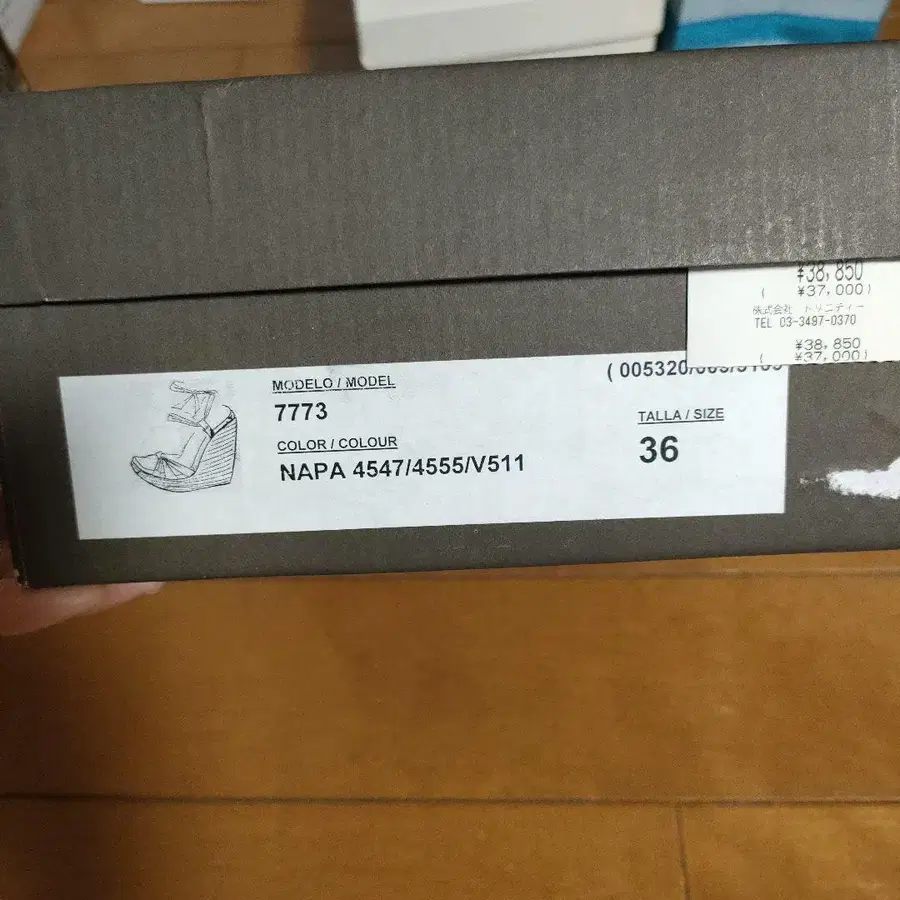 ¥38,850
( ¥37,000)
株式会社 トリニティー
TEL 03-3497-0370
¥38,850
( ¥37,000)
MODELO / MODEL
7773
COLOR / COLOUR
NAPA 4547/4555/V511
( 005320/
TALLA / SIZE
36